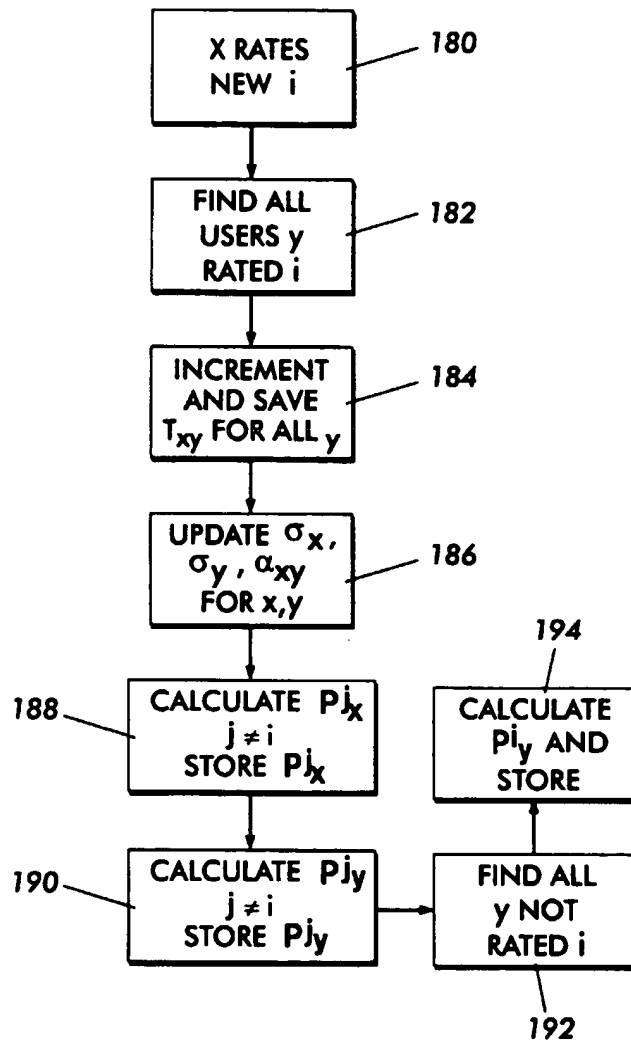 X RATES
NEW i
180
FIND ALL
USERS y
RATED i
182
INCREMENT
AND SAVE
Txy FOR ALL y
184
UPDATE σx,
σy, αxy
FOR x,y
186
CALCULATE Pjx
j ≠ i
STORE Pjx
188
CALCULATE Pjy
j ≠ i
STORE Pjy
190
FIND ALL
y NOT
RATED i
192
CALCULATE
Piy AND
STORE
194